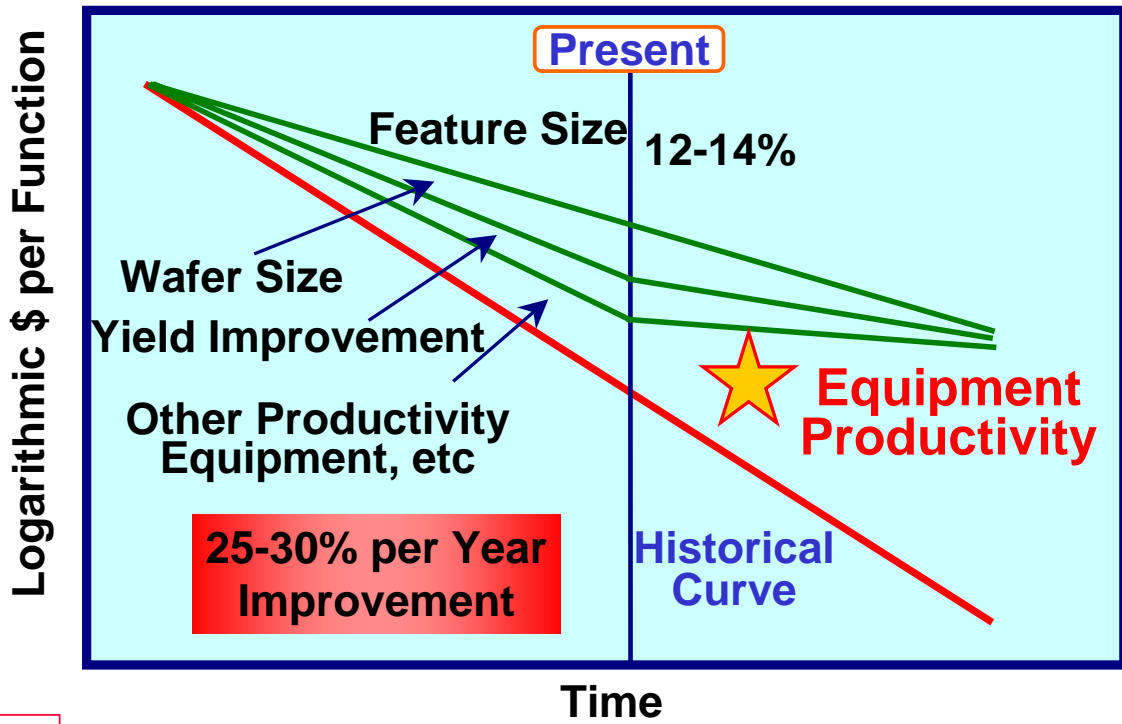 Logarithmic $ per Function
Present
Feature Size
12-14%
Wafer Size
Yield Improvement
Other Productivity
Equipment, etc
Equipment
Productivity
25-30% per Year
Improvement
Historical
Curve
Time